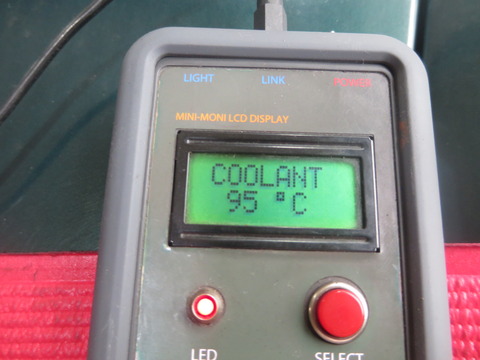 LIGHT LINK POWER
MINI-MONI LCD DISPLAY
COOLANT
95 °C
LED SELECT